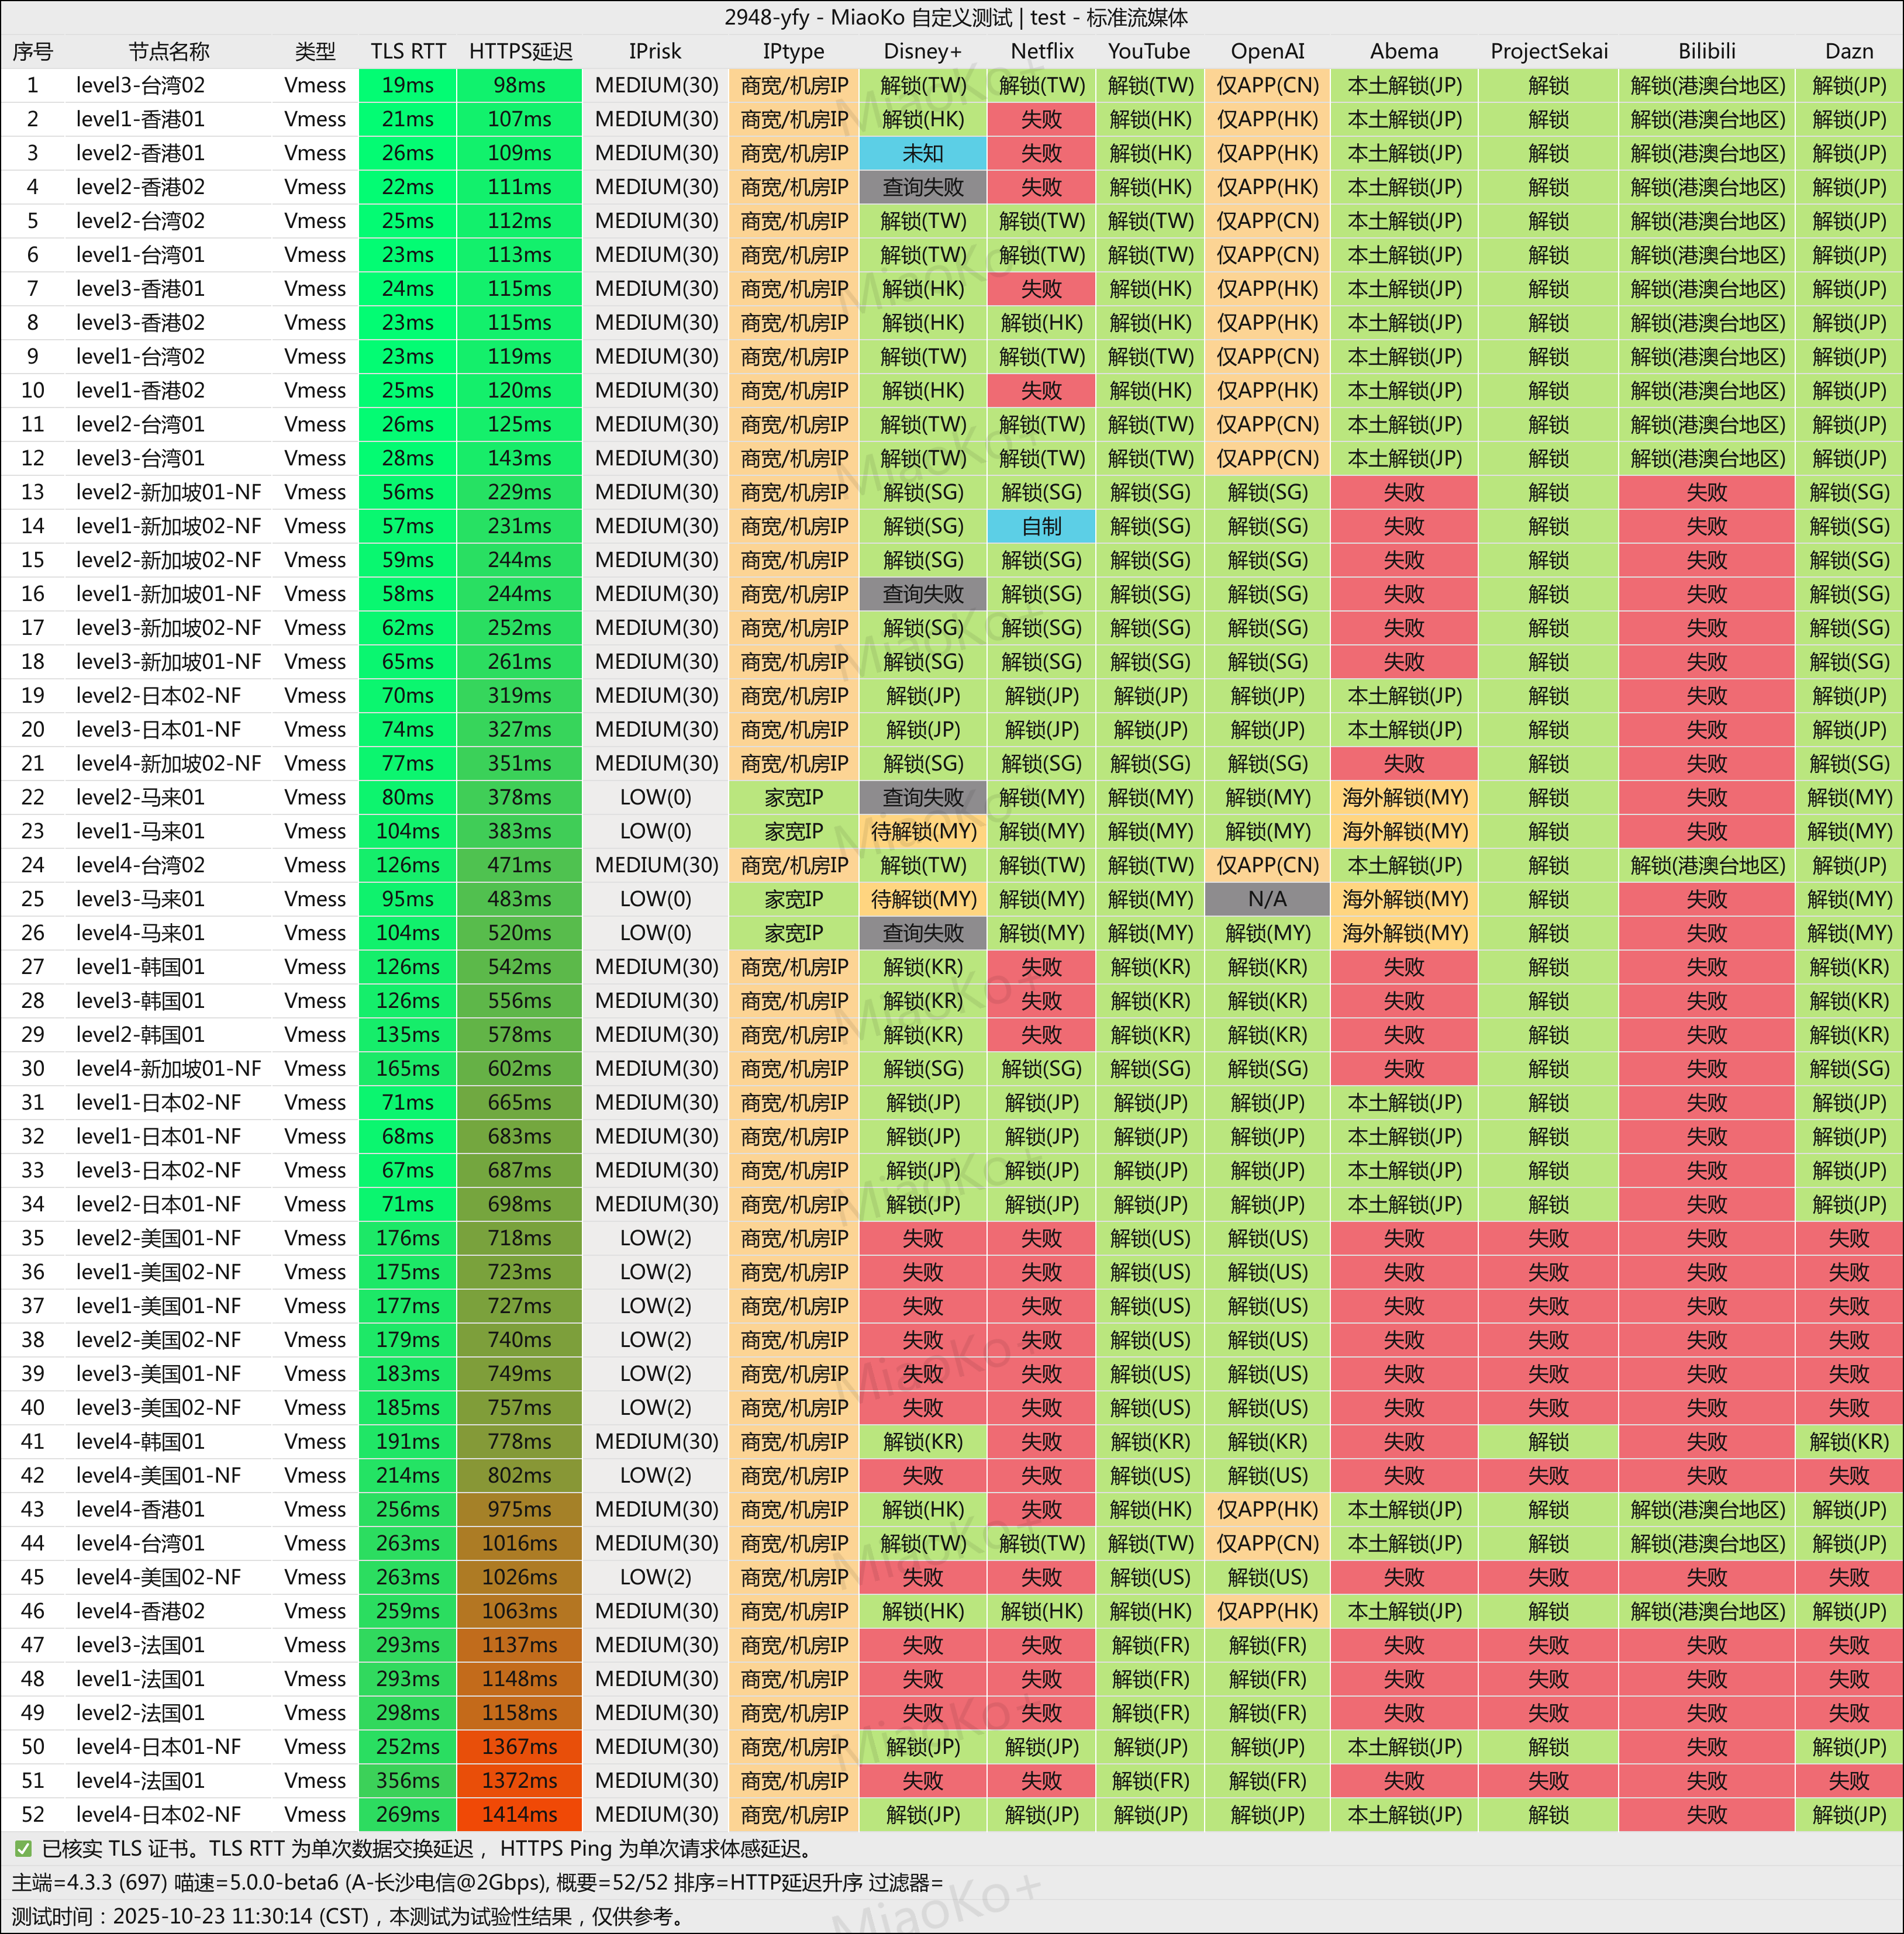 2948-yfy - MiaoKo 自定义测试 | test - 标准流媒体
序号 节点名称 类型 TLS RTT HTTPS延迟 IPrisk IPtype Disney+ Netflix YouTube OpenAI Abema ProjectSekai Bilibili Dazn
1 level3-台湾02 Vmess 19ms 98ms MEDIUM(30) 商宽/机房IP 解锁(TW) 解锁(TW) 解锁(TW) 仅APP(CN) 本土解锁(JP) 解锁 解锁(港澳台地区) 解锁(JP)
2 level1-香港01 Vmess 21ms 107ms MEDIUM(30) 商宽/机房IP 解锁(HK) 失败 解锁(HK) 仅APP(HK) 本土解锁(JP) 解锁 解锁(港澳台地区) 解锁(JP)
3 level2-香港01 Vmess 26ms 109ms MEDIUM(30) 商宽/机房IP 未知 失败 解锁(HK) 仅APP(HK) 本土解锁(JP) 解锁 解锁(港澳台地区) 解锁(JP)
4 level2-香港02 Vmess 22ms 111ms MEDIUM(30) 商宽/机房IP 查询失败 失败 解锁(HK) 仅APP(HK) 本土解锁(JP) 解锁 解锁(港澳台地区) 解锁(JP)
5 level2-台湾02 Vmess 25ms 112ms MEDIUM(30) 商宽/机房IP 解锁(TW) 解锁(TW) 解锁(TW) 仅APP(CN) 本土解锁(JP) 解锁 解锁(港澳台地区) 解锁(JP)
6 level1-台湾01 Vmess 23ms 113ms MEDIUM(30) 商宽/机房IP 解锁(TW) 解锁(TW) 解锁(TW) 仅APP(CN) 本土解锁(JP) 解锁 解锁(港澳台地区) 解锁(JP)
7 level3-香港01 Vmess 24ms 115ms MEDIUM(30) 商宽/机房IP 解锁(HK) 失败 解锁(HK) 仅APP(HK) 本土解锁(JP) 解锁 解锁(港澳台地区) 解锁(JP)
8 level3-香港02 Vmess 23ms 115ms MEDIUM(30) 商宽/机房IP 解锁(HK) 解锁(HK) 解锁(HK) 仅APP(HK) 本土解锁(JP) 解锁 解锁(港澳台地区) 解锁(JP)
9 level1-台湾02 Vmess 23ms 119ms MEDIUM(30) 商宽/机房IP 解锁(TW) 解锁(TW) 解锁(TW) 仅APP(CN) 本土解锁(JP) 解锁 解锁(港澳台地区) 解锁(JP)
10 level1-香港02 Vmess 25ms 120ms MEDIUM(30) 商宽/机房IP 解锁(HK) 失败 解锁(HK) 仅APP(HK) 本土解锁(JP) 解锁 解锁(港澳台地区) 解锁(JP)
11 level2-台湾01 Vmess 26ms 125ms MEDIUM(30) 商宽/机房IP 解锁(TW) 解锁(TW) 解锁(TW) 仅APP(CN) 本土解锁(JP) 解锁 解锁(港澳台地区) 解锁(JP)
12 level3-台湾01 Vmess 28ms 143ms MEDIUM(30) 商宽/机房IP 解锁(TW) 解锁(TW) 解锁(TW) 仅APP(CN) 本土解锁(JP) 解锁 解锁(港澳台地区) 解锁(JP)
13 level2-新加坡01-NF Vmess 56ms 229ms MEDIUM(30) 商宽/机房IP 解锁(SG) 解锁(SG) 解锁(SG) 解锁(SG) 失败 解锁 失败 解锁(SG)
14 level1-新加坡02-NF Vmess 57ms 231ms MEDIUM(30) 商宽/机房IP 解锁(SG) 自制 解锁(SG) 解锁(SG) 失败 解锁 失败 解锁(SG)
15 level2-新加坡02-NF Vmess 59ms 244ms MEDIUM(30) 商宽/机房IP 解锁(SG) 解锁(SG) 解锁(SG) 解锁(SG) 失败 解锁 失败 解锁(SG)
16 level1-新加坡01-NF Vmess 58ms 244ms MEDIUM(30) 商宽/机房IP 查询失败 解锁(SG) 解锁(SG) 解锁(SG) 失败 解锁 失败 解锁(SG)
17 level3-新加坡02-NF Vmess 62ms 252ms MEDIUM(30) 商宽/机房IP 解锁(SG) 解锁(SG) 解锁(SG) 解锁(SG) 失败 解锁 失败 解锁(SG)
18 level3-新加坡01-NF Vmess 65ms 261ms MEDIUM(30) 商宽/机房IP 解锁(SG) 解锁(SG) 解锁(SG) 解锁(SG) 失败 解锁 失败 解锁(SG)
19 level2-日本02-NF Vmess 70ms 319ms MEDIUM(30) 商宽/机房IP 解锁(JP) 解锁(JP) 解锁(JP) 解锁(JP) 本土解锁(JP) 解锁 失败 解锁(JP)
20 level3-日本01-NF Vmess 74ms 327ms MEDIUM(30) 商宽/机房IP 解锁(JP) 解锁(JP) 解锁(JP) 解锁(JP) 本土解锁(JP) 解锁 失败 解锁(JP)
21 level4-新加坡02-NF Vmess 77ms 351ms MEDIUM(30) 商宽/机房IP 解锁(SG) 解锁(SG) 解锁(SG) 解锁(SG) 失败 解锁 失败 解锁(SG)
22 level2-马来01 Vmess 80ms 378ms LOW(0) 家宽IP 查询失败 解锁(MY) 解锁(MY) 解锁(MY) 海外解锁(MY) 解锁 失败 解锁(MY)
23 level1-马来01 Vmess 104ms 383ms LOW(0) 家宽IP 待解锁(MY) 解锁(MY) 解锁(MY) 解锁(MY) 海外解锁(MY) 解锁 失败 解锁(MY)
24 level4-台湾02 Vmess 126ms 471ms MEDIUM(30) 商宽/机房IP 解锁(TW) 解锁(TW) 解锁(TW) 仅APP(CN) 本土解锁(JP) 解锁 解锁(港澳台地区) 解锁(JP)
25 level3-马来01 Vmess 95ms 483ms LOW(0) 家宽IP 待解锁(MY) 解锁(MY) 解锁(MY) N/A 海外解锁(MY) 解锁 失败 解锁(MY)
26 level4-马来01 Vmess 104ms 520ms LOW(0) 家宽IP 查询失败 解锁(MY) 解锁(MY) 解锁(MY) 海外解锁(MY) 解锁 失败 解锁(MY)
27 level1-韩国01 Vmess 126ms 542ms MEDIUM(30) 商宽/机房IP 解锁(KR) 失败 解锁(KR) 解锁(KR) 失败 解锁 失败 解锁(KR)
28 level3-韩国01 Vmess 126ms 556ms MEDIUM(30) 商宽/机房IP 解锁(KR) 失败 解锁(KR) 解锁(KR) 失败 解锁 失败 解锁(KR)
29 level2-韩国01 Vmess 135ms 578ms MEDIUM(30) 商宽/机房IP 解锁(KR) 失败 解锁(KR) 解锁(KR) 失败 解锁 失败 解锁(KR)
30 level4-新加坡01-NF Vmess 165ms 602ms MEDIUM(30) 商宽/机房IP 解锁(SG) 解锁(SG) 解锁(SG) 解锁(SG) 失败 解锁 失败 解锁(SG)
31 level1-日本02-NF Vmess 71ms 665ms MEDIUM(30) 商宽/机房IP 解锁(JP) 解锁(JP) 解锁(JP) 解锁(JP) 本土解锁(JP) 解锁 失败 解锁(JP)
32 level1-日本01-NF Vmess 68ms 683ms MEDIUM(30) 商宽/机房IP 解锁(JP) 解锁(JP) 解锁(JP) 解锁(JP) 本土解锁(JP) 解锁 失败 解锁(JP)
33 level3-日本02-NF Vmess 67ms 687ms MEDIUM(30) 商宽/机房IP 解锁(JP) 解锁(JP) 解锁(JP) 解锁(JP) 本土解锁(JP) 解锁 失败 解锁(JP)
34 level2-日本01-NF Vmess 71ms 698ms MEDIUM(30) 商宽/机房IP 解锁(JP) 解锁(JP) 解锁(JP) 解锁(JP) 本土解锁(JP) 解锁 失败 解锁(JP)
35 level2-美国01-NF Vmess 176ms 718ms LOW(2) 商宽/机房IP 失败 失败 解锁(US) 解锁(US) 失败 失败 失败 失败
36 level1-美国02-NF Vmess 175ms 723ms LOW(2) 商宽/机房IP 失败 失败 解锁(US) 解锁(US) 失败 失败 失败 失败
37 level1-美国01-NF Vmess 177ms 727ms LOW(2) 商宽/机房IP 失败 失败 解锁(US) 解锁(US) 失败 失败 失败 失败
38 level2-美国02-NF Vmess 179ms 740ms LOW(2) 商宽/机房IP 失败 失败 解锁(US) 解锁(US) 失败 失败 失败 失败
39 level3-美国01-NF Vmess 183ms 749ms LOW(2) 商宽/机房IP 失败 失败 解锁(US) 解锁(US) 失败 失败 失败 失败
40 level3-美国02-NF Vmess 185ms 757ms LOW(2) 商宽/机房IP 失败 失败 解锁(US) 解锁(US) 失败 失败 失败 失败
41 level4-韩国01 Vmess 191ms 778ms MEDIUM(30) 商宽/机房IP 解锁(KR) 失败 解锁(KR) 解锁(KR) 失败 解锁 失败 解锁(KR)
42 level4-美国01-NF Vmess 214ms 802ms LOW(2) 商宽/机房IP 失败 失败 解锁(US) 解锁(US) 失败 失败 失败 失败
43 level4-香港01 Vmess 256ms 975ms MEDIUM(30) 商宽/机房IP 解锁(HK) 失败 解锁(HK) 仅APP(HK) 本土解锁(JP) 解锁 解锁(港澳台地区) 解锁(JP)
44 level4-台湾01 Vmess 263ms 1016ms MEDIUM(30) 商宽/机房IP 解锁(TW) 解锁(TW) 解锁(TW) 仅APP(CN) 本土解锁(JP) 解锁 解锁(港澳台地区) 解锁(JP)
45 level4-美国02-NF Vmess 263ms 1026ms LOW(2) 商宽/机房IP 失败 失败 解锁(US) 解锁(US) 失败 失败 失败 失败
46 level4-香港02 Vmess 259ms 1063ms MEDIUM(30) 商宽/机房IP 解锁(HK) 解锁(HK) 解锁(HK) 仅APP(HK) 本土解锁(JP) 解锁 解锁(港澳台地区) 解锁(JP)
47 level3-法国01 Vmess 293ms 1137ms MEDIUM(30) 商宽/机房IP 失败 失败 解锁(FR) 解锁(FR) 失败 失败 失败 失败
48 level1-法国01 Vmess 293ms 1148ms MEDIUM(30) 商宽/机房IP 失败 失败 解锁(FR) 解锁(FR) 失败 失败 失败 失败
49 level2-法国01 Vmess 298ms 1158ms MEDIUM(30) 商宽/机房IP 失败 失败 解锁(FR) 解锁(FR) 失败 失败 失败 失败
50 level4-日本01-NF Vmess 252ms 1367ms MEDIUM(30) 商宽/机房IP 解锁(JP) 解锁(JP) 解锁(JP) 解锁(JP) 本土解锁(JP) 解锁 失败 解锁(JP)
51 level4-法国01 Vmess 356ms 1372ms MEDIUM(30) 商宽/机房IP 失败 失败 解锁(FR) 解锁(FR) 失败 失败 失败 失败
52 level4-日本02-NF Vmess 269ms 1414ms MEDIUM(30) 商宽/机房IP 解锁(JP) 解锁(JP) 解锁(JP) 解锁(JP) 本土解锁(JP) 解锁 失败 解锁(JP)
✅ 已核实 TLS 证书。TLS RTT 为单次数据交换延迟， HTTPS Ping 为单次请求体感延迟。
主端=4.3.3 (697) 喵速=5.0.0-beta6 (A-长沙电信@2Gbps), 概要=52/52 排序=HTTP延迟升序 过滤器=
测试时间：2025-10-23 11:30:14 (CST)，本测试为试验性结果，仅供参考。
MiaoKo+